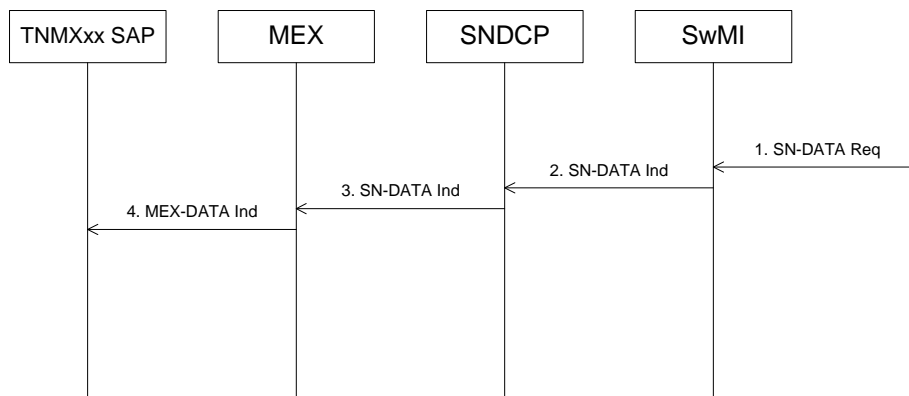 TNMXxx SAP
MEX
SNDCP
SwMI
1. SN-DATA Req
2. SN-DATA Ind
3. SN-DATA Ind
4. MEX-DATA Ind